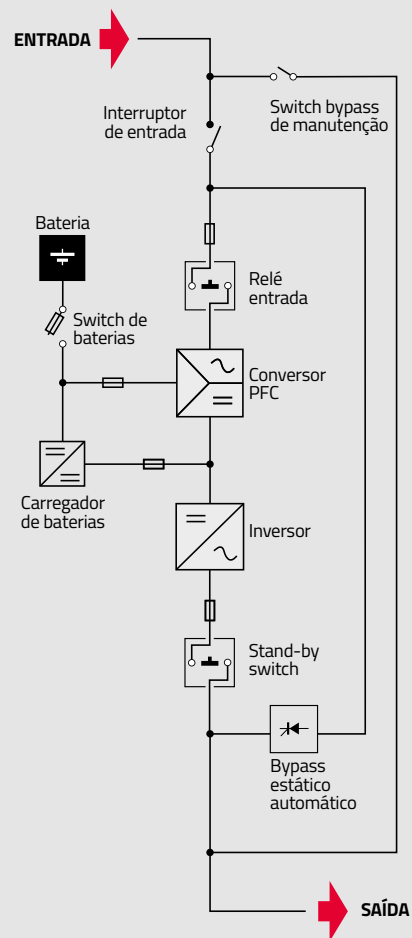 ENTRADA
Switch bypass
de manutenção
Interruptor
de entrada
Bateria
Relé
entrada
Switch de
baterias
Conversor
PFC
Carregador
de baterias
Inversor
Stand-by
switch
Bypass
estático
automático
SAÍDA